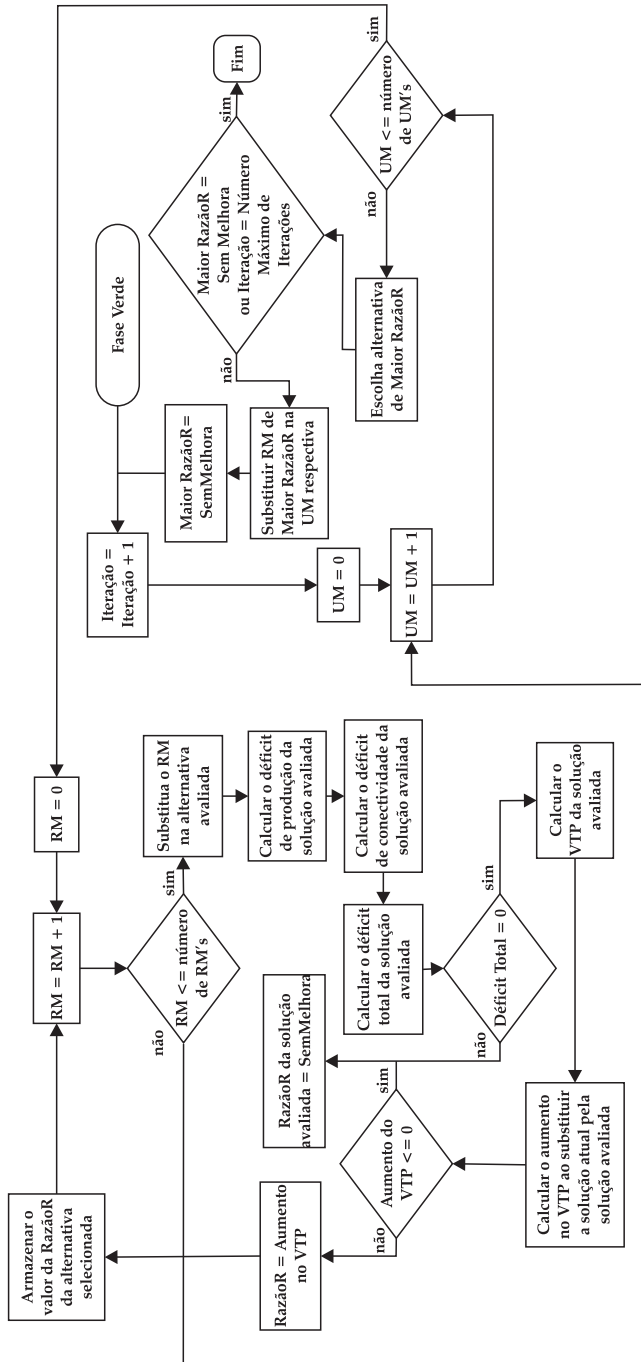 Fase Verde
Iteração =
Iteração + 1
UM = 0
UM = UM + 1
UM <= número
de UM´s
sim
não
Escolha alternativa
de Maior RazãoR
Maior RazãoR =
Sem Melhora
ou Iteração = Número
Máximo de
Iterações
sim
Fim
não
Substituir RM de
Maior RazãoR na
UM respectiva
Maior RazãoR=
SemMelhora
RM = 0
RM = RM + 1
RM <= número
de RM´s
sim
não
Substitua o RM
na alternativa
avaliada
Calcular o déficit
de produção da
solução avaliada
Calcular o déficit
de conectividade da
solução avaliada
Calcular o déficit
total da solução
avaliada
Déficit Total = 0
sim
não
Calcular o
VTP da solução
avaliada
Calcular o aumento
no VTP ao substituir
a solução atual pela
solução avaliada
Aumento do
VTP <= 0
sim
não
RazãoR da solução
avaliada = SemMelhora
RazãoR = Aumento
no VTP
Armazenar o
valor da RazãoR
da alternativa
selecionada